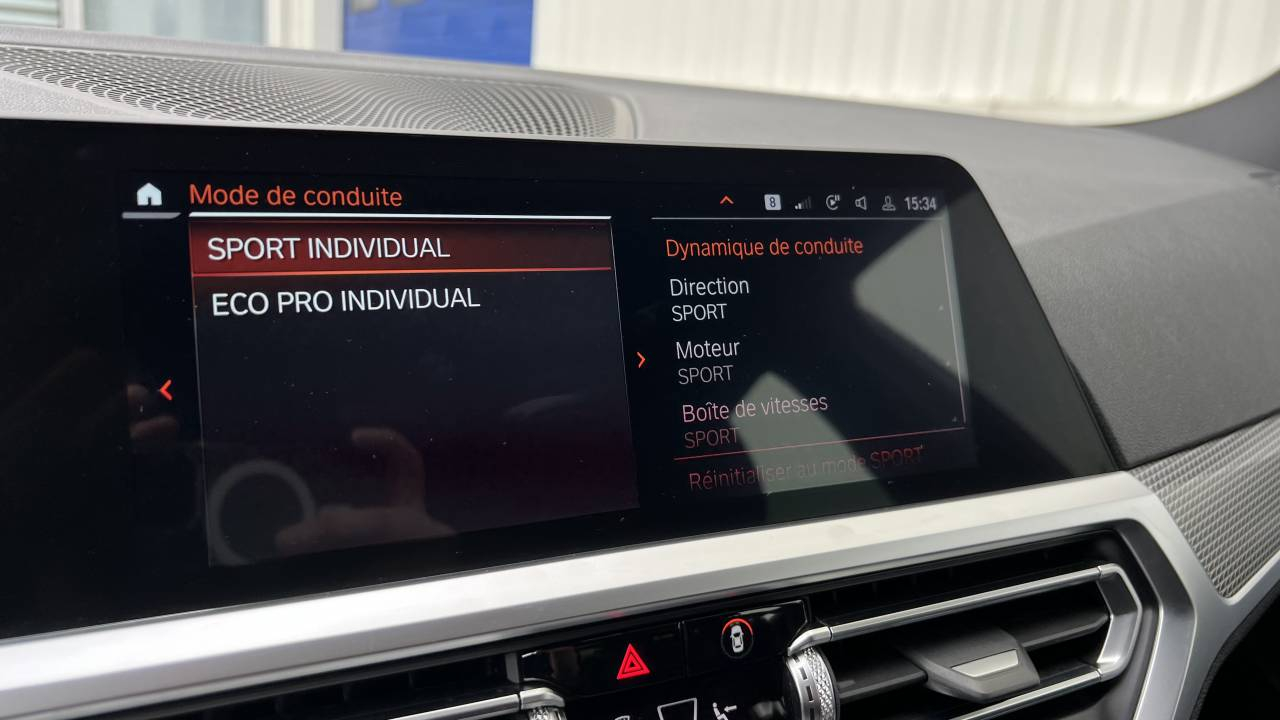 Mode de conduite
8
15:34
SPORT INDIVIDUAL
ECO PRO INDIVIDUAL
Dynamique de conduite
Direction
SPORT
Moteur
SPORT
Boîte de vitesses
SPORT
Réinitialiser au mode SPORT